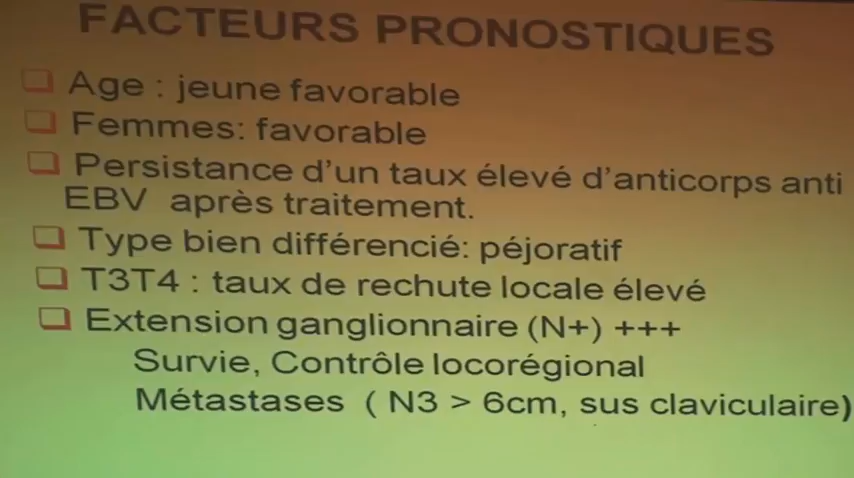 FACTEURS PRONOSTIQUES
Age : jeune favorable
Femmes: favorable
Persistance d'un taux élevé d'anticorps anti
EBV après traitement.
Type bien différencié: péjoratif
T3T4 : taux de rechute locale élevé
Extension ganglionnaire (N+) +++
Survie, Contrôle locorégional
Métastases ( N3 > 6cm, sus claviculaire)